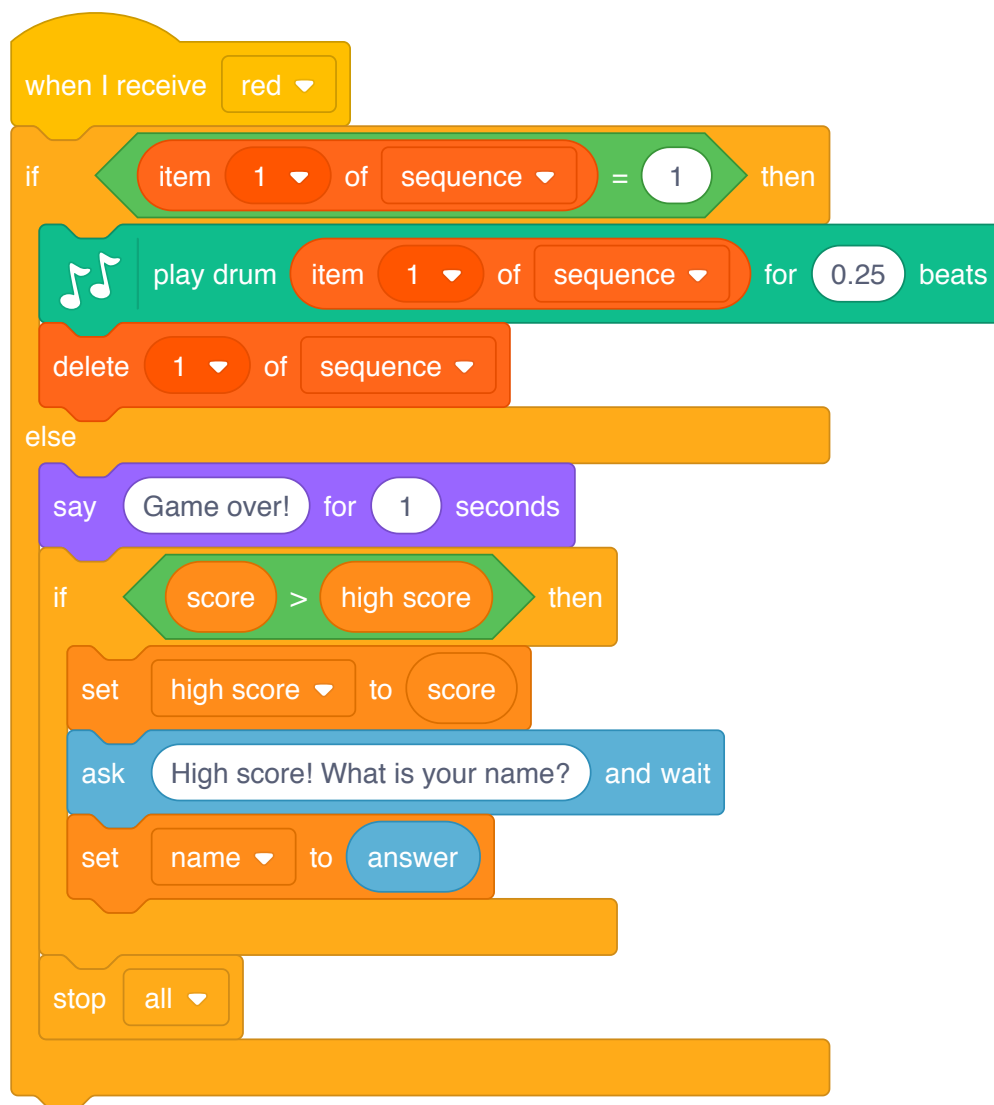 when I receive red
if item 1 of sequence = 1 then
play drum item 1 of sequence for 0.25 beats
delete 1 of sequence
else
say Game over! for 1 seconds
if score > high score then
set high score to score
ask High score! What is your name? and wait
set name to answer
stop all